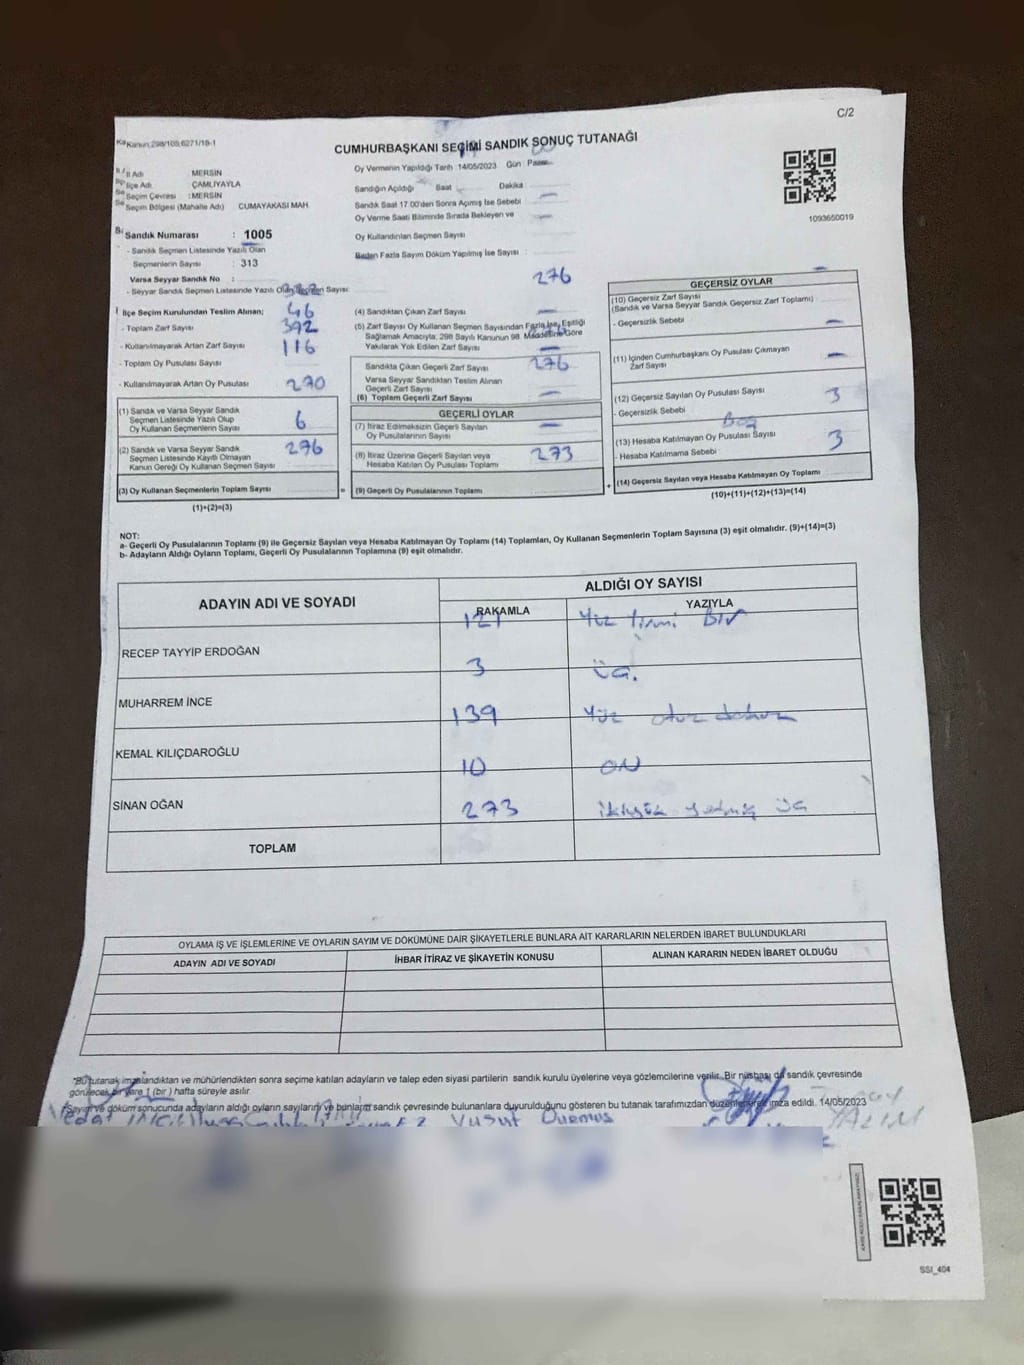 C/2
Kanun:298/105,6271/16-1
CUMHURBAŞKANI SEÇİMİ SANDIK SONUÇ TUTANAĞI
İl Adı MERSİN
İlçe Adı ÇAMLIYAYLA
Seçim Çevresi :MERSİN
Seçim Bölgesi (Mahalle Adı) CUMAYAKASI MAH.
Sandık Numarası : 1005
- Sandık Seçmen Listesinde Yazılı Olan
Seçmenlerin Sayısı : 313
Varsa Seyyar Sandık No :
- Seyyar Sandık Seçmen Listesinde Yazılı Olan Seçmen Sayısı:
Oy Vermenin Yapıldığı Tarih :14/05/2023 Gün : Pazar
Sandığın Açıldığı Saat Dakika
Sandık Saat 17.00'den Sonra Açımış İse Sebebi
Oy Verme Saati Bitiminde Sırada Bekleyen ve
Oy Kullandırılan Seçmen Sayısı
Birden Fazla Sayım Döküm Yapılmış İse Sayısı :
1093650019
İlçe Seçim Kurulundan Teslim Alınan; 46
- Toplam Zarf Sayısı 392
- Kullanılmayarak Artan Zarf Sayısı 116
- Toplam Oy Pusulası Sayısı
- Kullanılmayarak Artan Oy Pusulası 270
(1) Sandık ve Varsa Seyyar Sandık
Seçmen Listesinde Yazılı Olup
Oy Kullanan Seçmenlerin Sayısı 6
(2) Sandık ve Varsa Seyyar Sandık
Seçmen Listesinde Kayıtlı Olmayan
Kanun Gereği Oy Kullanan Seçmen Sayısı 276
(3) Oy Kullanan Seçmenlerin Toplam Sayısı
(1)+(2)=(3)
276
(4) Sandıktan Çıkan Zarf Sayısı
(5) Zarf Sayısı Oy Kullanan Seçmen Sayısından Fazla İse, Eşitliği
Sağlamak Amacıyla, 298 Sayılı Kanunun 98. Maddesine Göre
Yakılarak Yok Edilen Zarf Sayısı
Sandıkta Çıkan Geçerli Zarf Sayısı 276
Varsa Seyyar Sandıktan Teslim Alınan
Geçerli Zarf Sayısı
(6) Toplam Geçerli Zarf Sayısı
GEÇERLİ OYLAR
(7) İtiraz Edilmeksizin Geçerli Sayılan
Oy Pusulalarının Sayısı
(8) İtiraz Üzerine Geçerli Sayılan veya
Hesaba Katılan Oy Pusulası Toplamı 273
= (9) Geçerli Oy Pusulalarının Toplamı
GEÇERSİZ OYLAR
(10) Geçersiz Zarf Sayısı
(Sandık ve Varsa Seyyar Sandık Geçersiz Zarf Toplamı)
- Geçersizlik Sebebi
(11) İçinden Cumhurbaşkanı Oy Pusulası Çıkmayan
Zarf Sayısı
(12) Geçersiz Sayılan Oy Pusulası Sayısı 3
- Geçersizlik Sebebi
Boş
(13) Hesaba Katılmayan Oy Pusulası Sayısı 3
- Hesaba Katılmama Sebebi
+ (14) Geçersiz Sayılan veya Hesaba Katılmayan Oy Toplamı
(10)+(11)+(12)+(13)=(14)
NOT:
a- Geçerli Oy Pusulalarının Toplamı (9) ile Geçersiz Sayılan veya Hesaba Katılmayan Oy Toplamı (14) Toplamları, Oy Kullanan Seçmenlerin Toplam Sayısına (3) eşit olmalıdır. (9)+(14)=(3)
b- Adayların Aldığı Oyların Toplamı, Geçerli Oy Pusulalarının Toplamına (9) eşit olmalıdır.
ADAYIN ADI VE SOYADI
ALDIĞI OY SAYISI
RAKAMLA YAZIYLA
121 Yüz Yirmi Bir
RECEP TAYYİP ERDOĞAN
3 üç.
MUHARREM İNCE
139 Yüz otuz dokuz
KEMAL KILIÇDAROĞLU
10 ON
SİNAN OĞAN
273 ikiyüz yetmiş üç
TOPLAM
OYLAMA İŞ VE İŞLEMLERİNE VE OYLARIN SAYIM VE DÖKÜMÜNE DAİR ŞİKAYETLERLE BUNLARA AİT KARARLARIN NELERDEN İBARET BULUNDUKLARI
ADAYIN ADI VE SOYADI İHBAR İTİRAZ VE ŞİKAYETİN KONUSU ALINAN KARARIN NEDEN İBARET OLDUĞU
*Bu tutanak imzalandıktan ve mühürlendikten sonra seçime katılan adayların ve talep eden siyasi partilerin sandık kurulu üyelerine veya gözlemcilerine verilir. Bir nüshası da sandık çevresinde
görülecek bir yere 1 (bir ) hafta süreyle asılır.
Sayım ve döküm sonucunda adayların aldığı oyların sayılarını ve bunların sandık çevresinde bulunanlara duyurulduğunu gösteren bu tutanak tarafımızdan düzenlenerek imza edildi. 14/05/2023
Yusuf
YAZIM
SSI_404